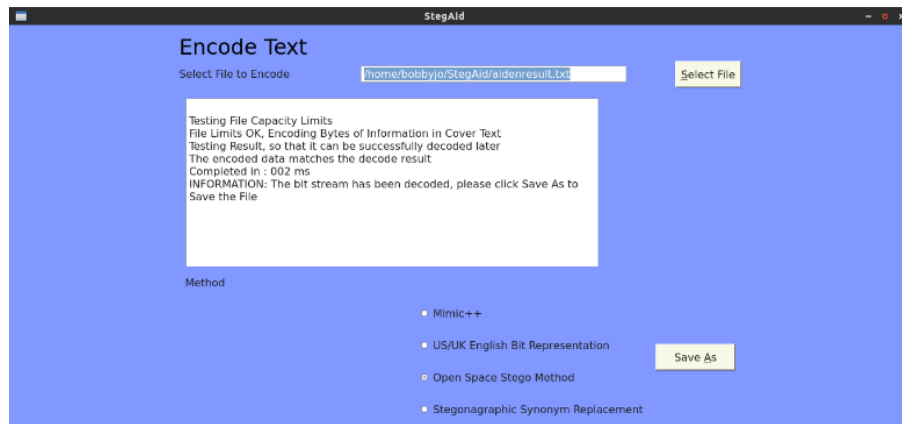 StegAid
Encode Text
Select File to Encode
/home/bobbyjo/StegAid/aidenresult.txt
Select File
Testing File Capacity Limits
File Limits OK, Encoding Bytes of Information in Cover Text
Testing Result, so that it can be successfully decoded later
The encoded data matches the decode result
Completed in : 002 ms
INFORMATION: The bit stream has been decoded, please click Save As to
Save the File
Method
Mimic++
US/UK English Bit Representation
Save As
Open Space Stego Method
Stegonagraphic Synonym Replacement